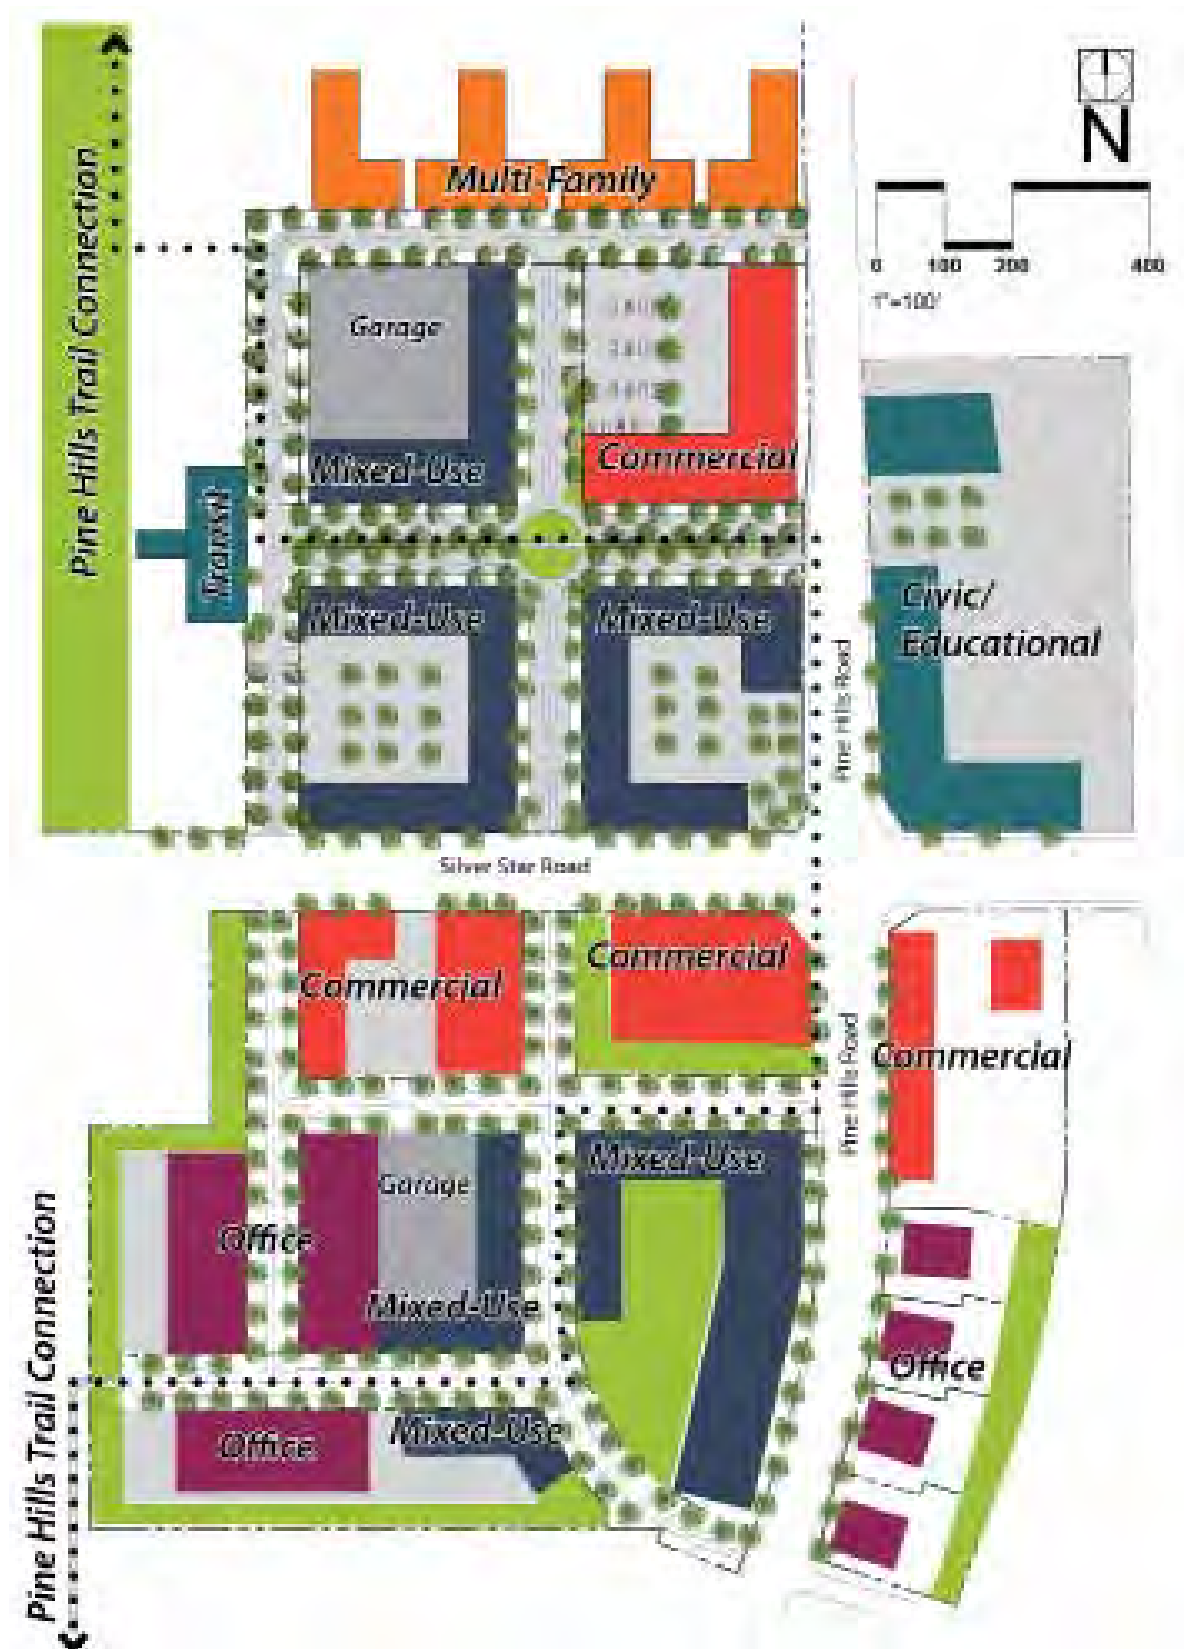 N
Multi-Family
Pine Hills Trail Connection
0 100 200 400
1"=100'
Garage
Mixed-Use
Commercial
Transit
Mixed-Use
Mixed-Use
Civic/
Educational
Pine Hills Road
Silver Star Road
Commercial
Commercial
Commercial
Pine Hills Road
Mixed-Use
Garage
Office
Mixed-Use
Office
Office
Mixed-Use
Pine Hills Trail Connection